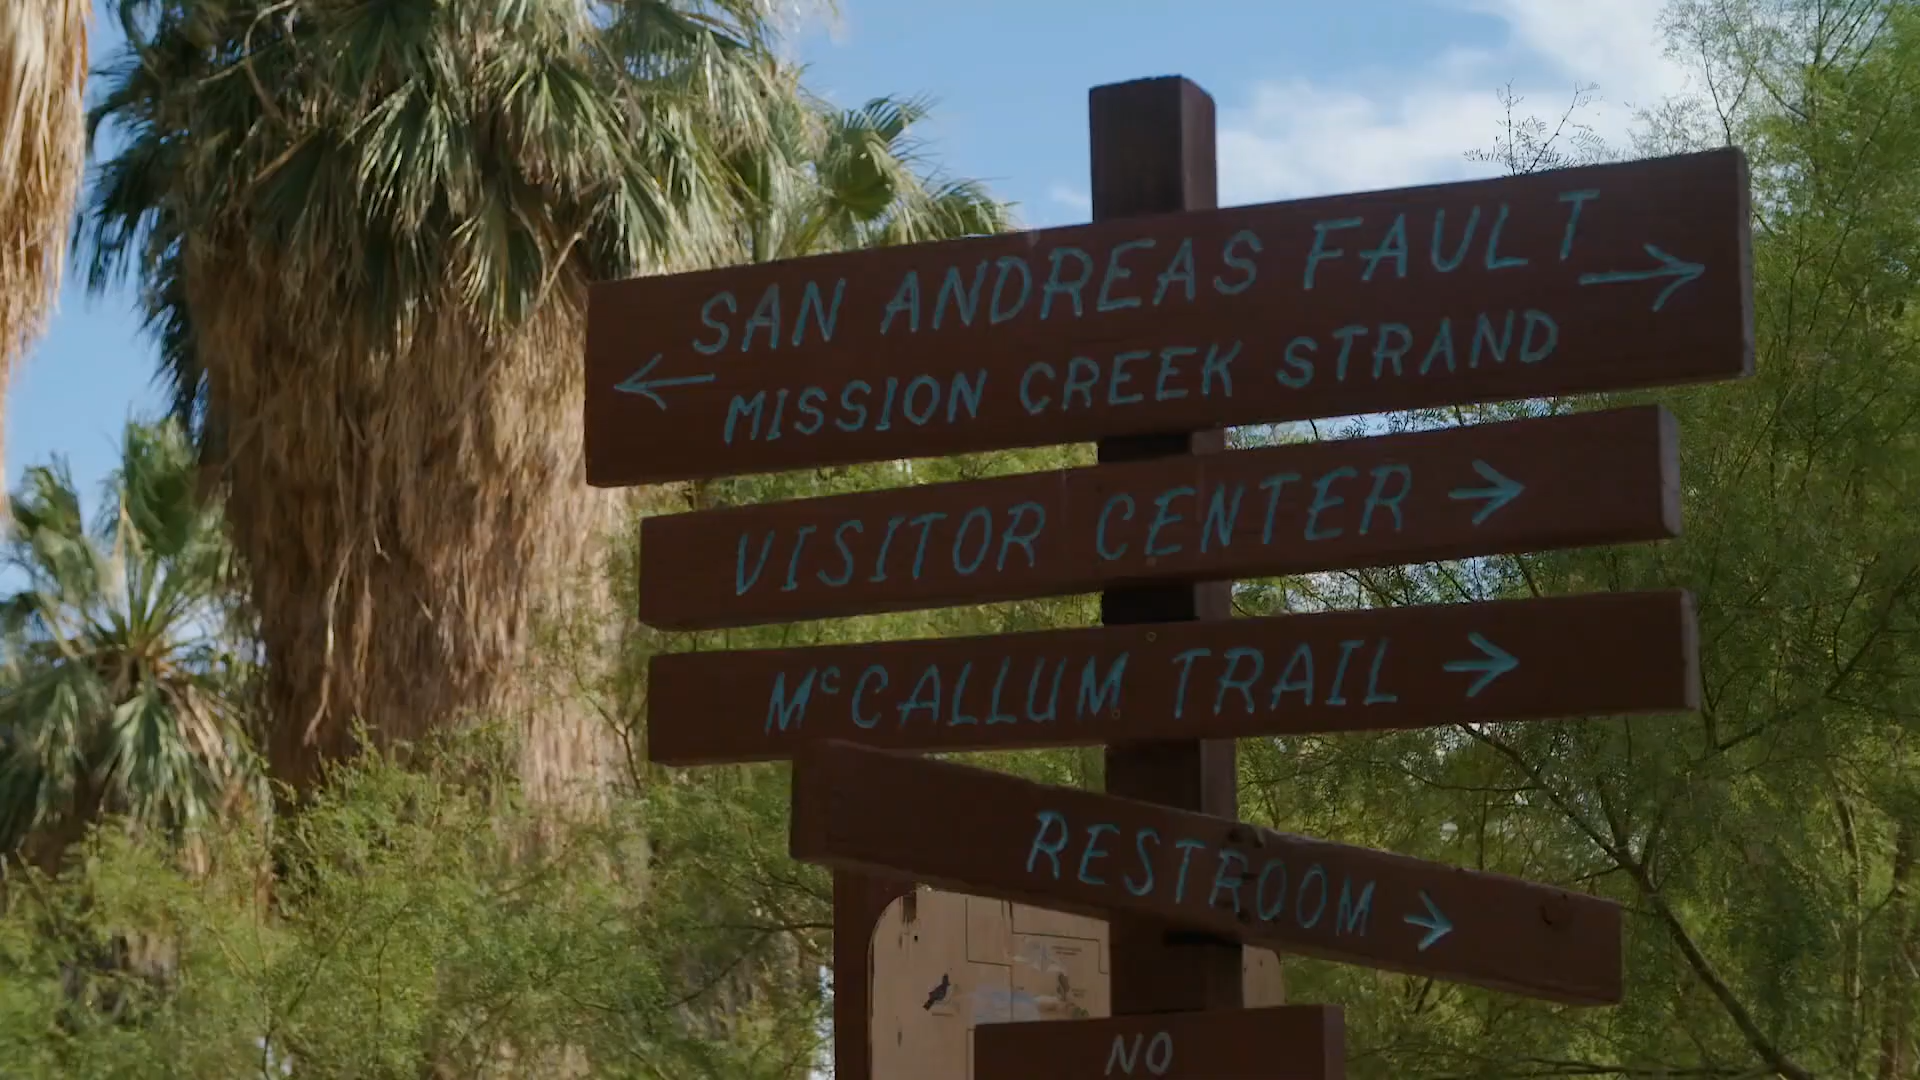 SAN ANDREAS FAULT →
← MISSION CREEK STRAND
VISITOR CENTER →
McCALLUM TRAIL →
RESTROOM →
NO